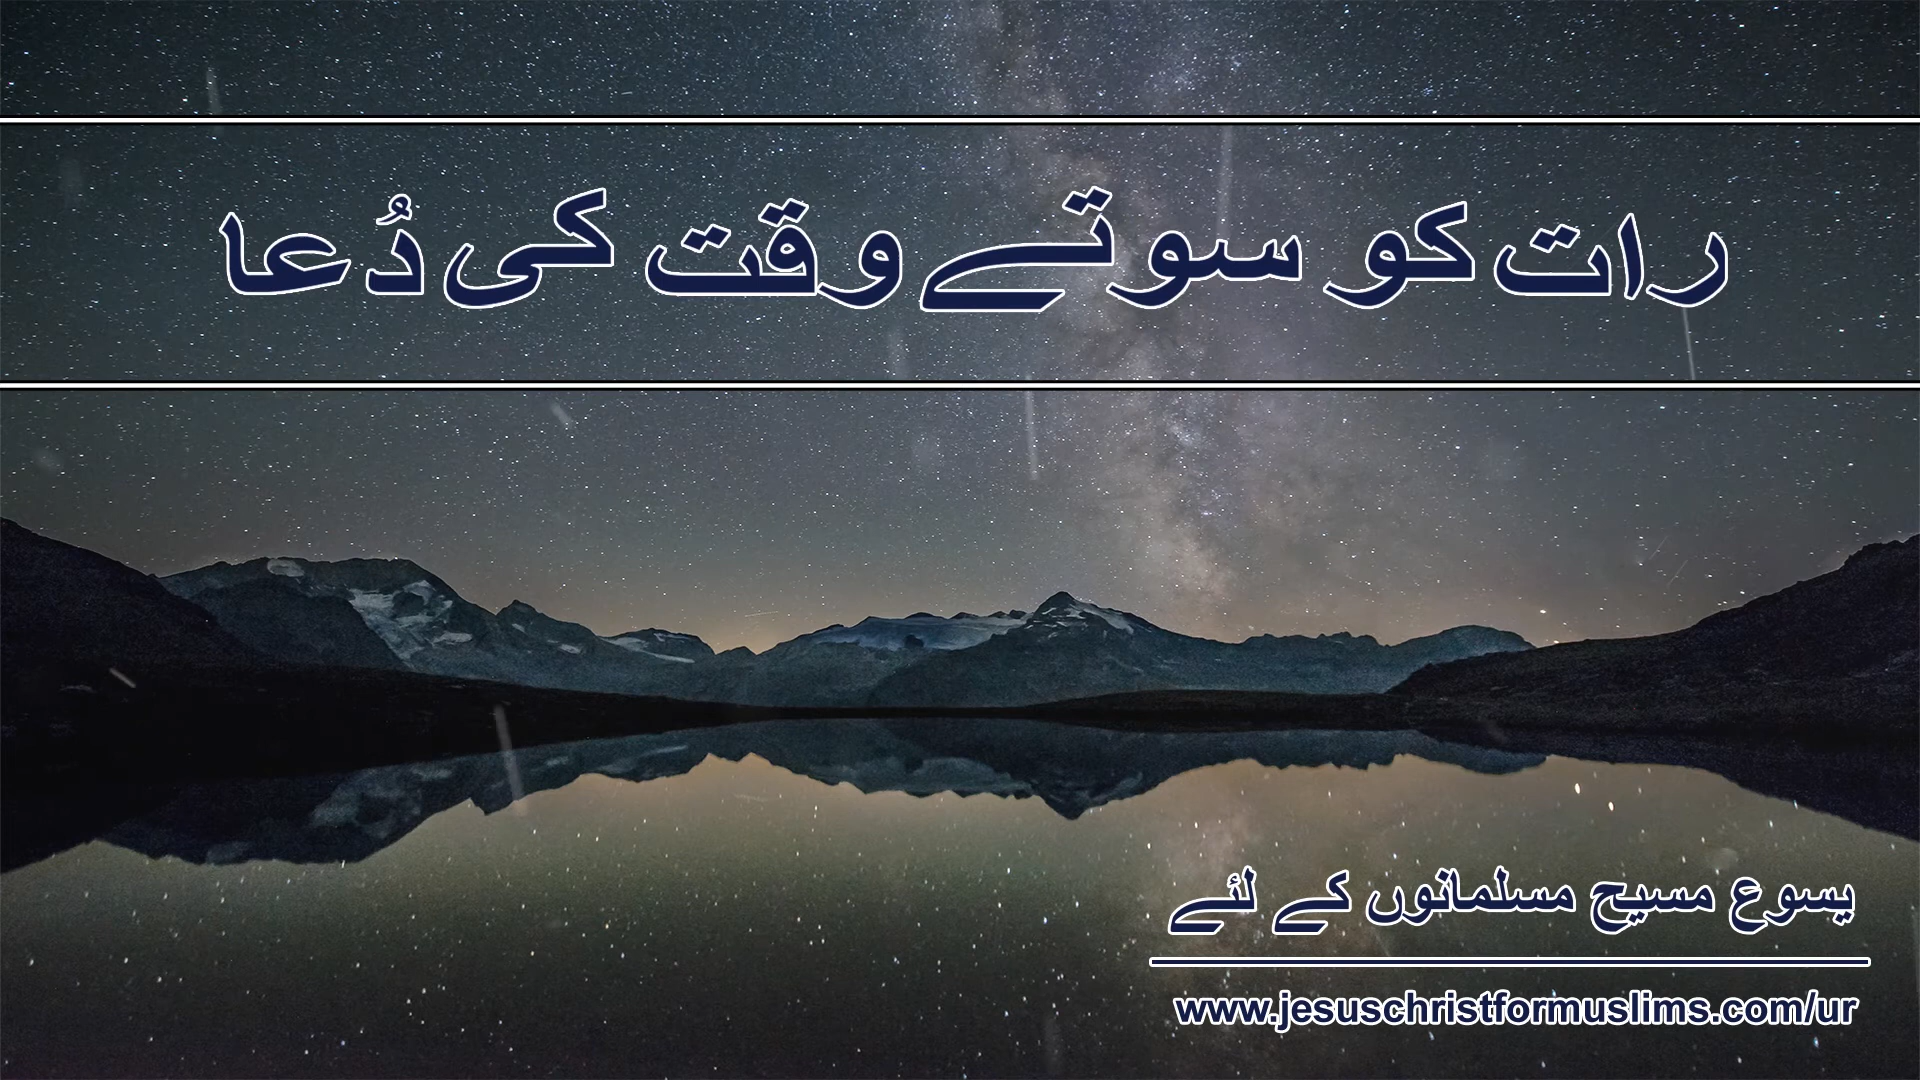 رات کو سوتے وقت کی دُعا
یسوع مسیح مسلمانوں کے لئے
www.jesuschristformuslims.com/ur